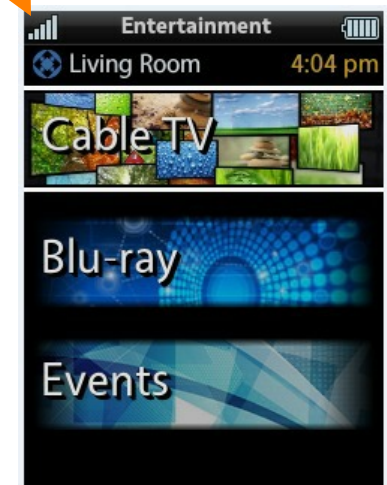 Entertainment
Living Room 4:04 pm
Cable TV
Blu-ray
Events